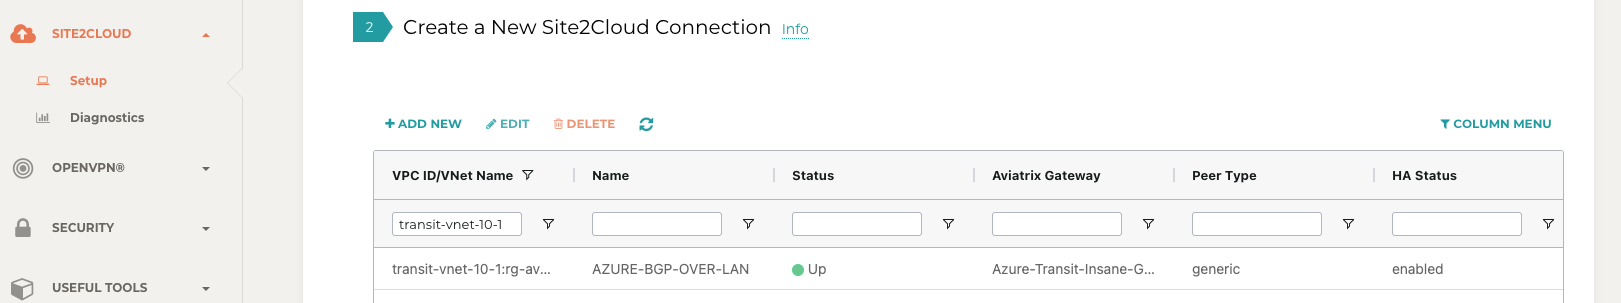 SITE2CLOUD
Setup
Diagnostics
OPENVPN®
SECURITY
USEFUL TOOLS
2 Create a New Site2Cloud Connection Info
+ ADD NEW EDIT DELETE COLUMN MENU
VPC ID/VNet Name Name Status Aviatrix Gateway Peer Type HA Status
transit-vnet-10-1
transit-vnet-10-1:rg-av... AZURE-BGP-OVER-LAN Up Azure-Transit-Insane-G... generic enabled